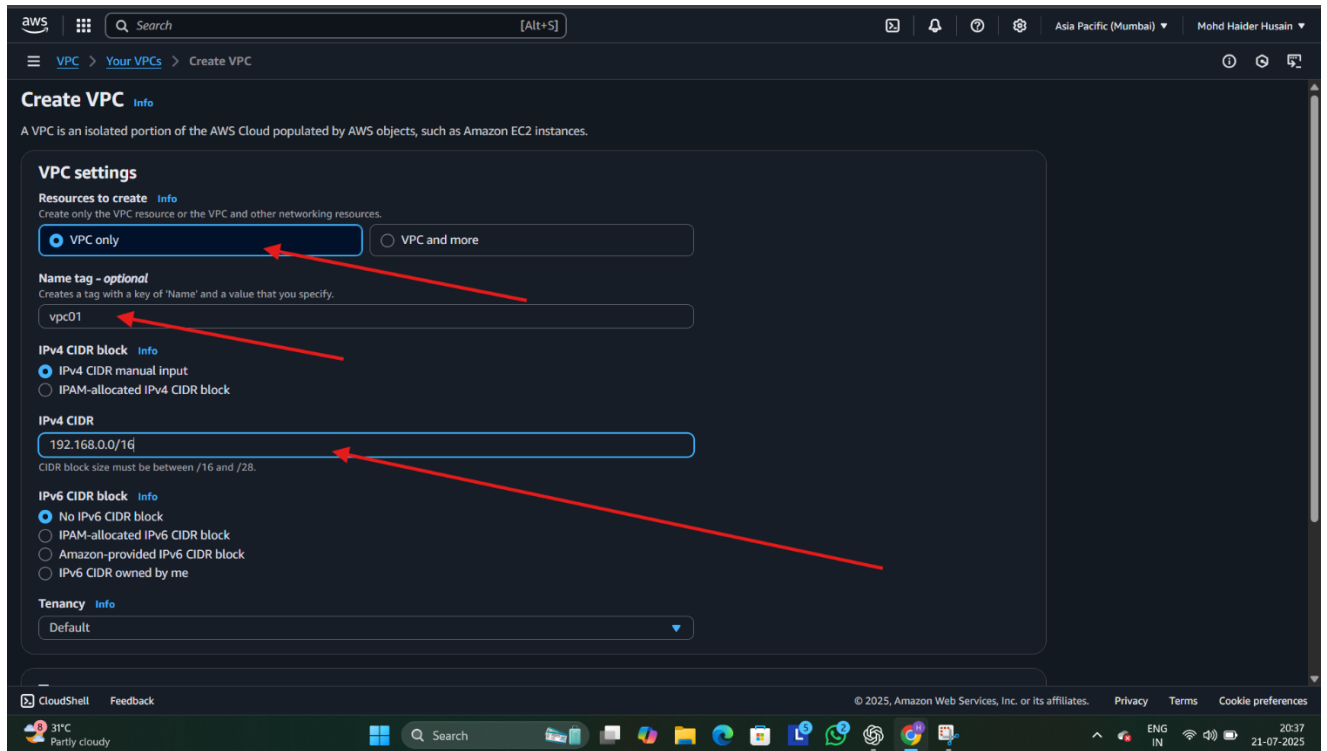 aws
Search [Alt+S]
Asia Pacific (Mumbai) Mohd Haider Husain
VPC > Your VPCs > Create VPC
Create VPC Info
A VPC is an isolated portion of the AWS Cloud populated by AWS objects, such as Amazon EC2 instances.
VPC settings
Resources to create Info
Create only the VPC resource or the VPC and other networking resources.
VPC only VPC and more
Name tag - optional
Creates a tag with a key of 'Name' and a value that you specify.
vpc01
IPv4 CIDR block Info
IPv4 CIDR manual input
IPAM-allocated IPv4 CIDR block
IPv4 CIDR
192.168.0.0/16
CIDR block size must be between /16 and /28.
IPv6 CIDR block Info
No IPv6 CIDR block
IPAM-allocated IPv6 CIDR block
Amazon-provided IPv6 CIDR block
IPv6 CIDR owned by me
Tenancy Info
Default
CloudShell Feedback © 2025, Amazon Web Services, Inc. or its affiliates. Privacy Terms Cookie preferences
8 31°C
Partly cloudy
Search
5
2
H
ENG
IN
20:37
21-07-2025